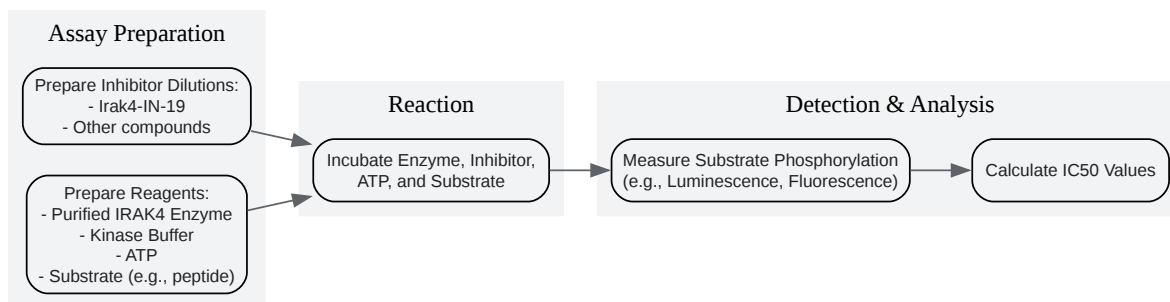 Assay Preparation
Prepare Inhibitor Dilutions:
- Irak4-IN-19
- Other compounds
Prepare Reagents:
- Purified IRAK4 Enzyme
- Kinase Buffer
- ATP
- Substrate (e.g., peptide)
Reaction
Incubate Enzyme, Inhibitor,
ATP, and Substrate
Detection & Analysis
Measure Substrate Phosphorylation
(e.g., Luminescence, Fluorescence)
Calculate IC50 Values